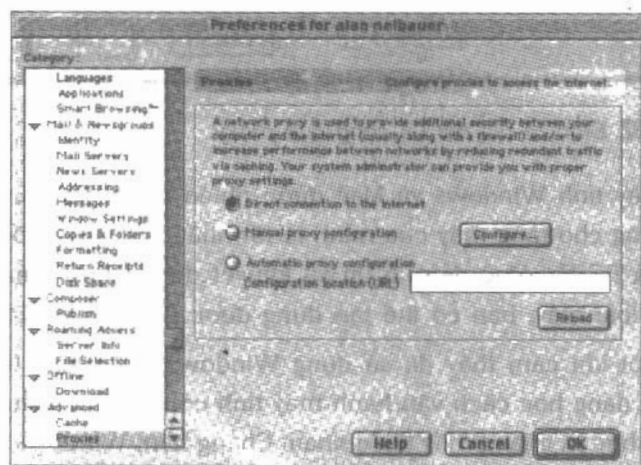 Preferences for alan neibauer
Category:
Languages
Applications
Smart Browsing™
Mail & Newsgroups
Identity
Mail Servers
News Servers
Addressing
Messages
Window Settings
Copies & Folders
Formatting
Return Receipts
Disk Space
Composer
Publish
Roaming Access
Server Info
File Selection
Offline
Download
Advanced
Cache
Proxies
Proxies Configure proxies to access the Internet.
A network proxy is used to provide additional security between your
computer and the Internet (usually along with a firewall) and/or to
increase performance between networks by reducing redundant traffic
via caching. Your system administrator can provide you with proper
proxy settings.
Direct connection to the Internet
Manual proxy configuration Configure...
Automatic proxy configuration
Configuration location (URL)
Reload
Help Cancel OK